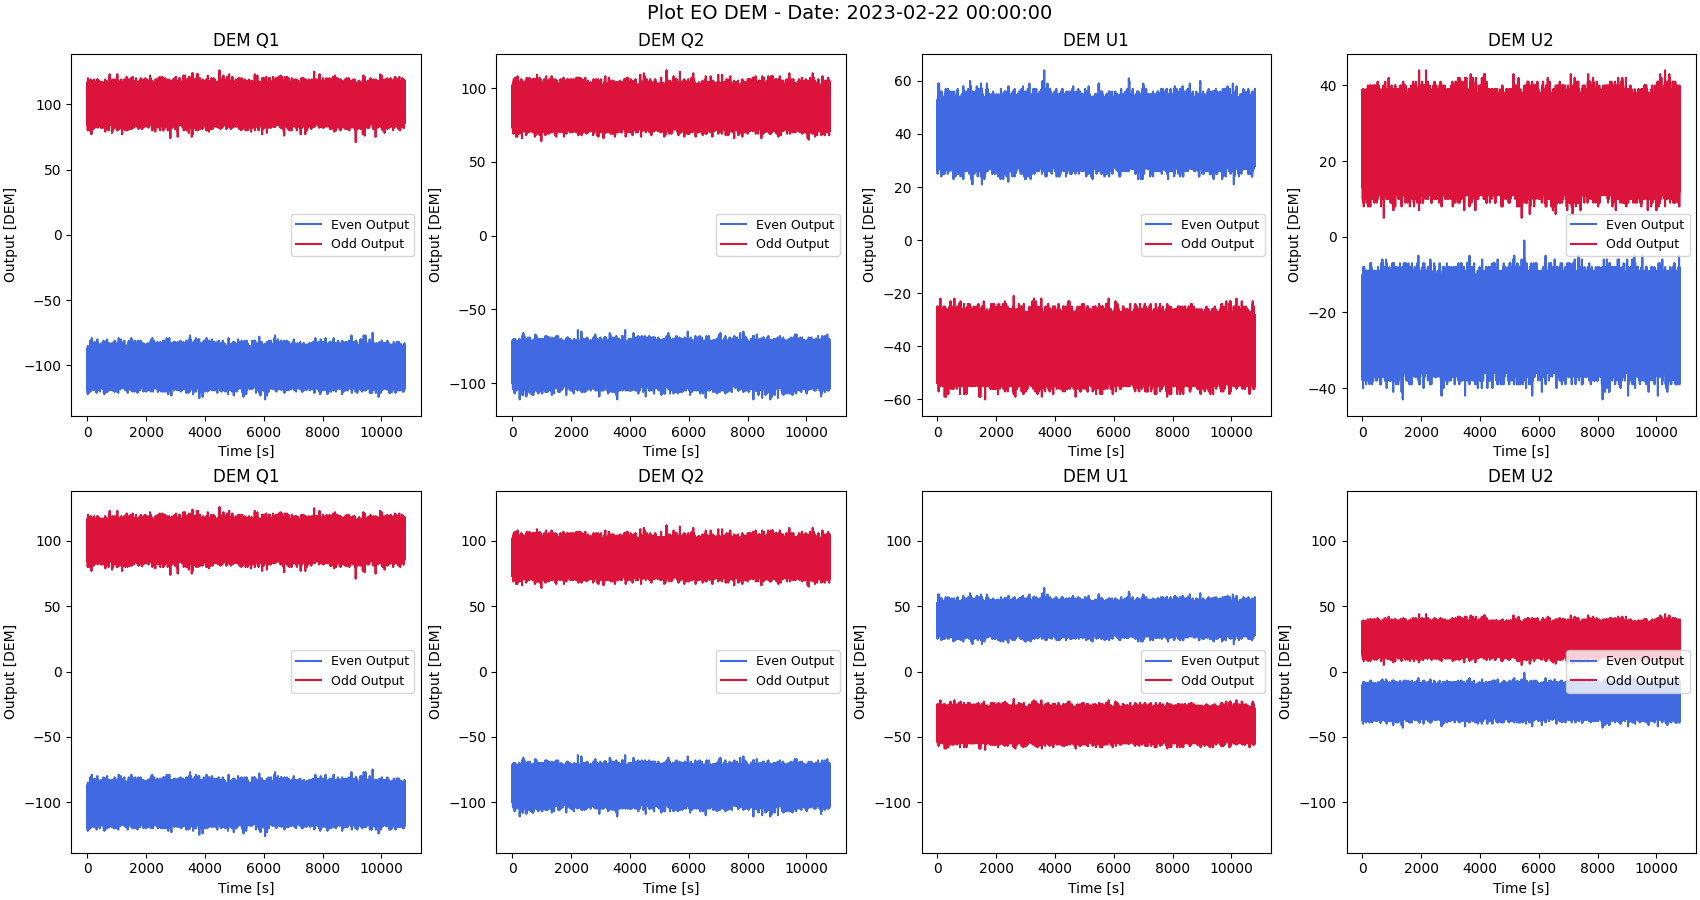 Plot EO DEM - Date: 2023-02-22 00:00:00
DEM Q1
DEM Q2
DEM U1
DEM U2
Output [DEM]
100
50
0
−50
−100
Even Output
Odd Output
0 2000 4000 6000 8000 10000
Time [s]
Output [DEM]
100
50
0
−50
−100
Even Output
Odd Output
0 2000 4000 6000 8000 10000
Time [s]
Output [DEM]
60
40
20
0
−20
−40
−60
Even Output
Odd Output
0 2000 4000 6000 8000 10000
Time [s]
Output [DEM]
40
20
0
−20
−40
Even Output
Odd Output
0 2000 4000 6000 8000 10000
Time [s]
DEM Q1
DEM Q2
DEM U1
DEM U2
Output [DEM]
100
50
0
−50
−100
Even Output
Odd Output
0 2000 4000 6000 8000 10000
Time [s]
Output [DEM]
100
50
0
−50
−100
Even Output
Odd Output
0 2000 4000 6000 8000 10000
Time [s]
Output [DEM]
100
50
0
−50
−100
Even Output
Odd Output
0 2000 4000 6000 8000 10000
Time [s]
Output [DEM]
100
50
0
−50
−100
Even Output
Odd Output
0 2000 4000 6000 8000 10000
Time [s]